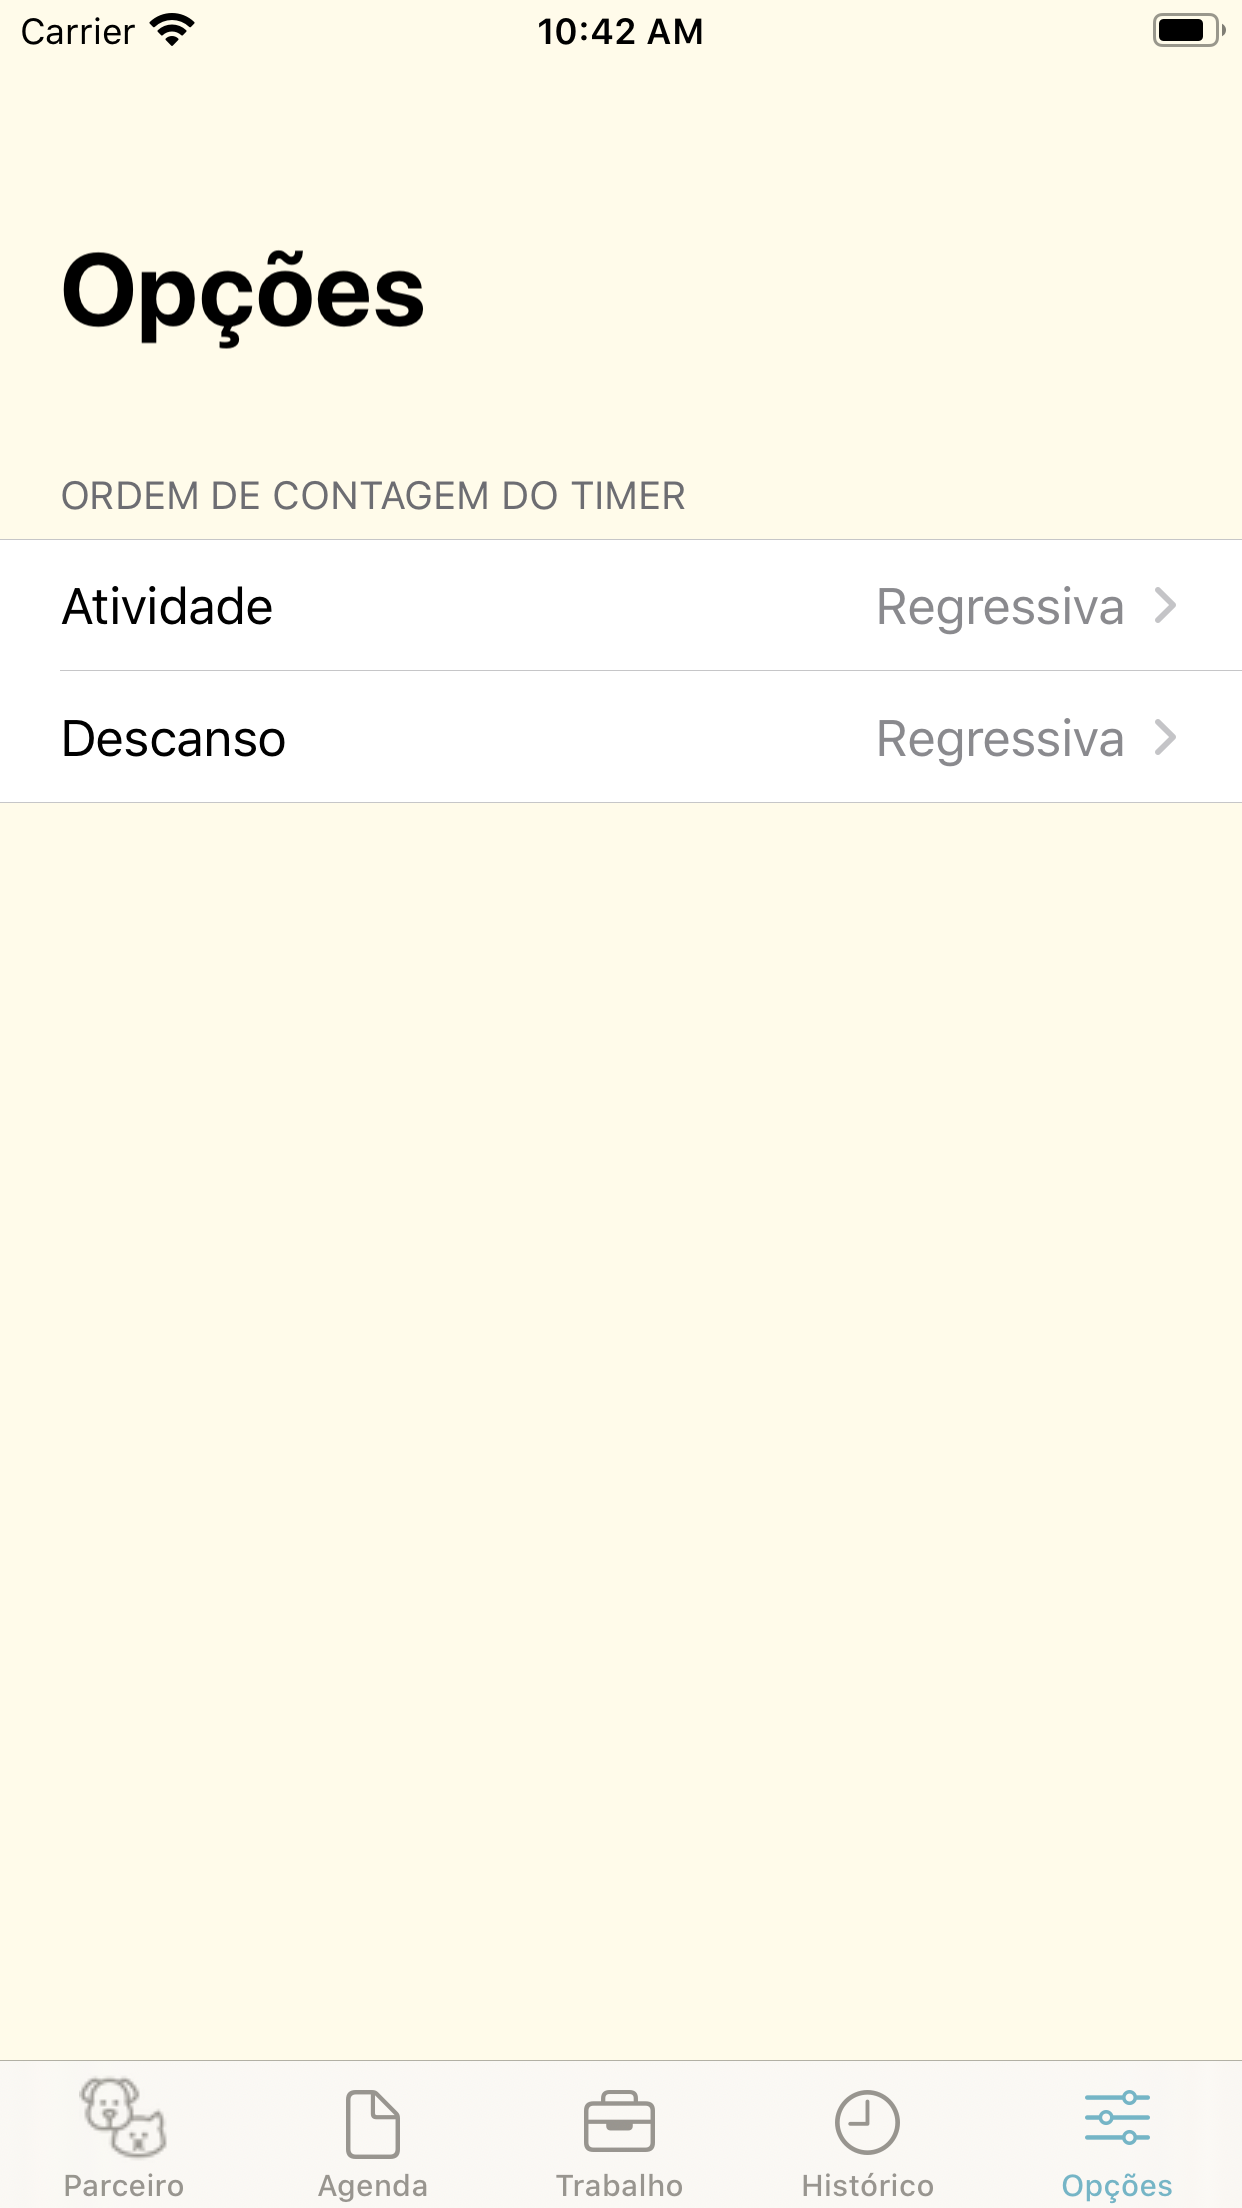 Carrier 10:42 AM
Opções
ORDEM DE CONTAGEM DO TIMER
Atividade Regressiva
Descanso Regressiva
Parceiro Agenda Trabalho Histórico Opções